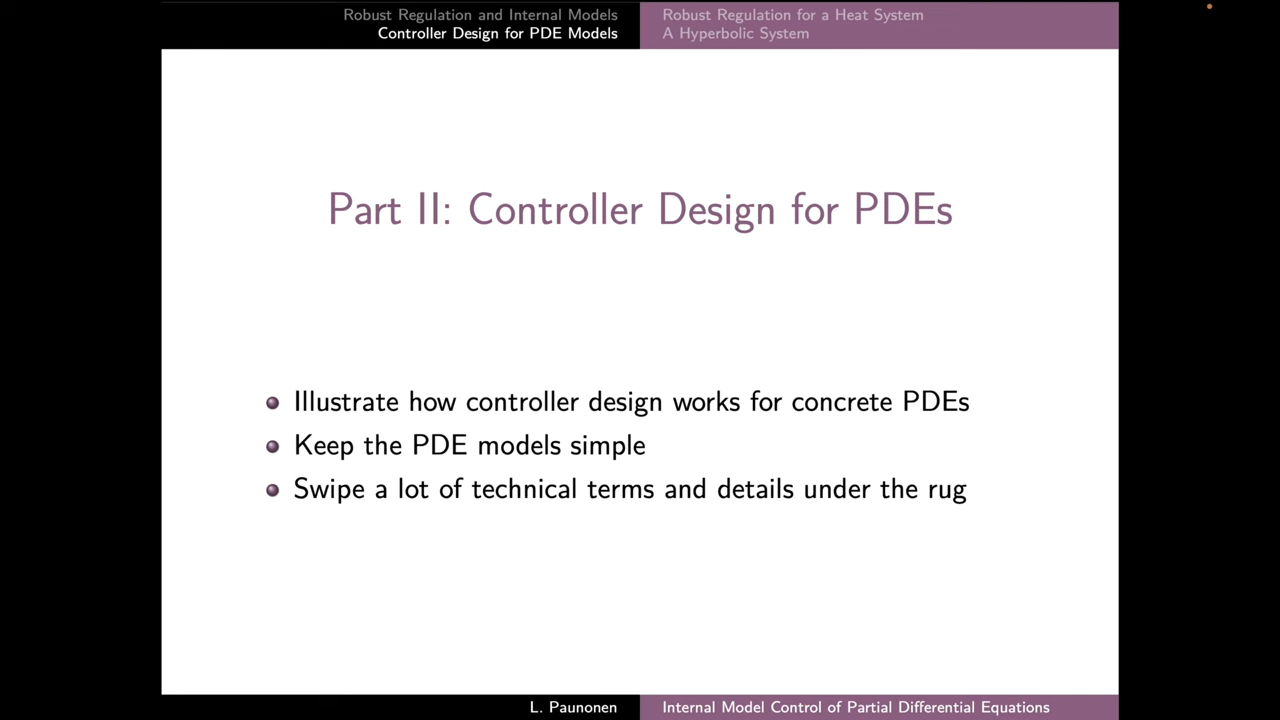 Robust Regulation and Internal Models
Controller Design for PDE Models
Robust Regulation for a Heat System
A Hyperbolic System
Part II: Controller Design for PDEs
Illustrate how controller design works for concrete PDEs
Keep the PDE models simple
Swipe a lot of technical terms and details under the rug
L. Paunonen
Internal Model Control of Partial Differential Equations